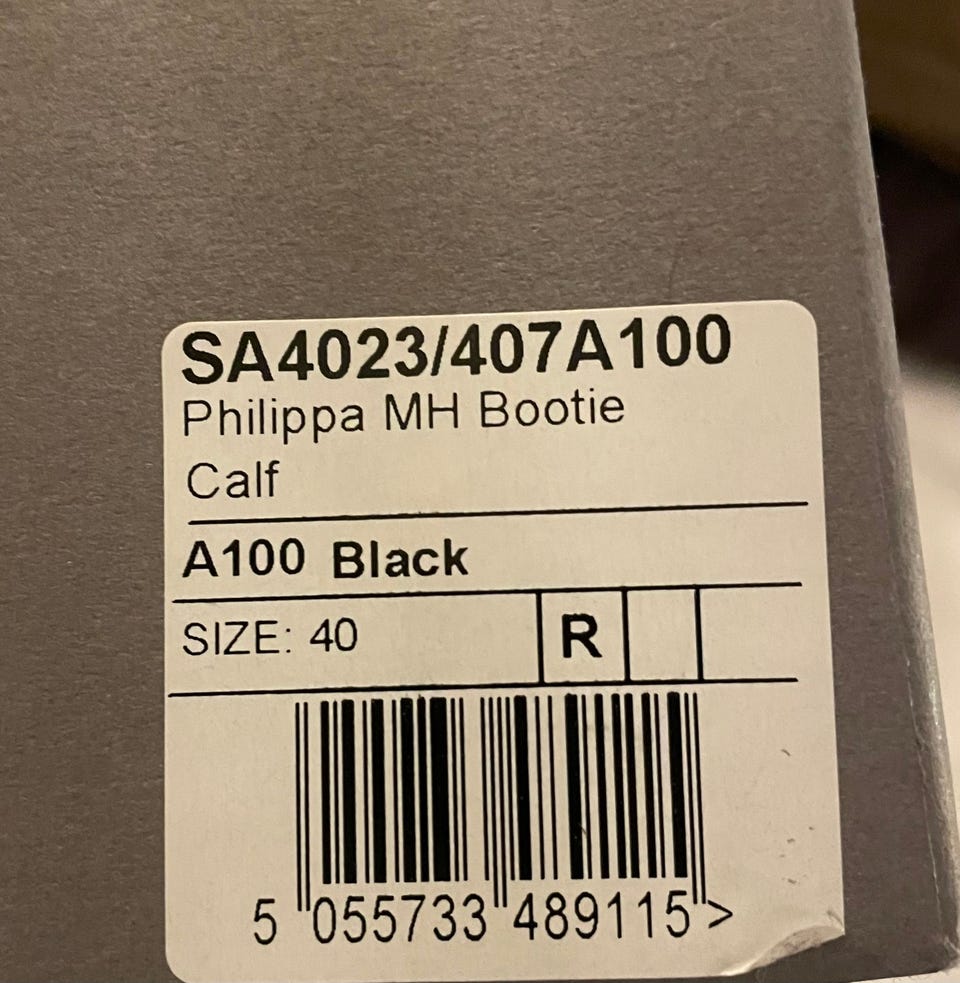 SA4023/407A100
Philippa MH Bootie
Calf
A100 Black
SIZE: 40 R
5 055733 489115 >